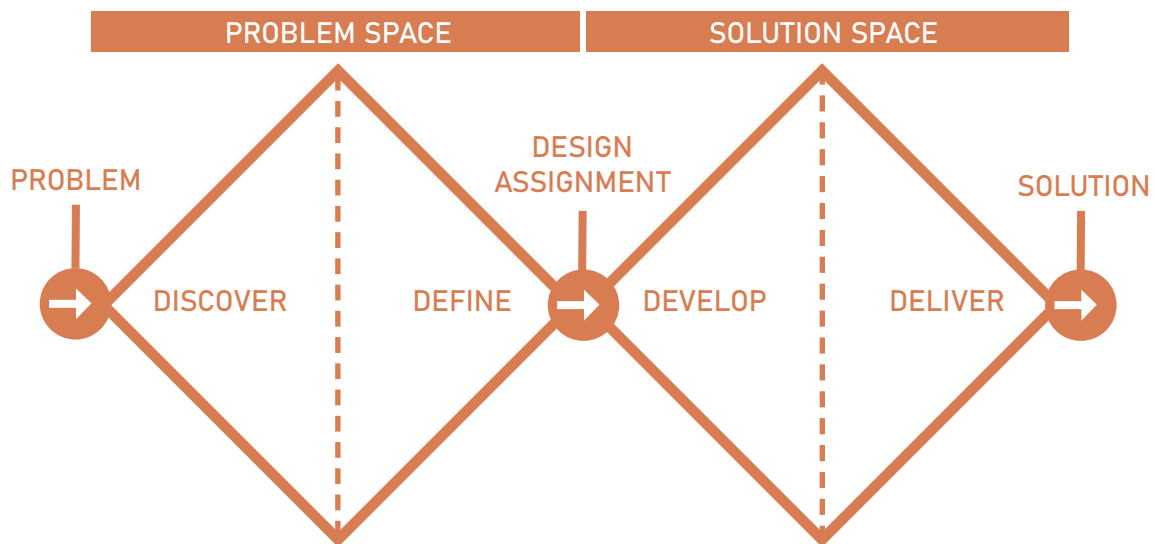 PROBLEM SPACE
SOLUTION SPACE
PROBLEM
DESIGN
ASSIGNMENT
SOLUTION
DISCOVER
DEFINE
DEVELOP
DELIVER